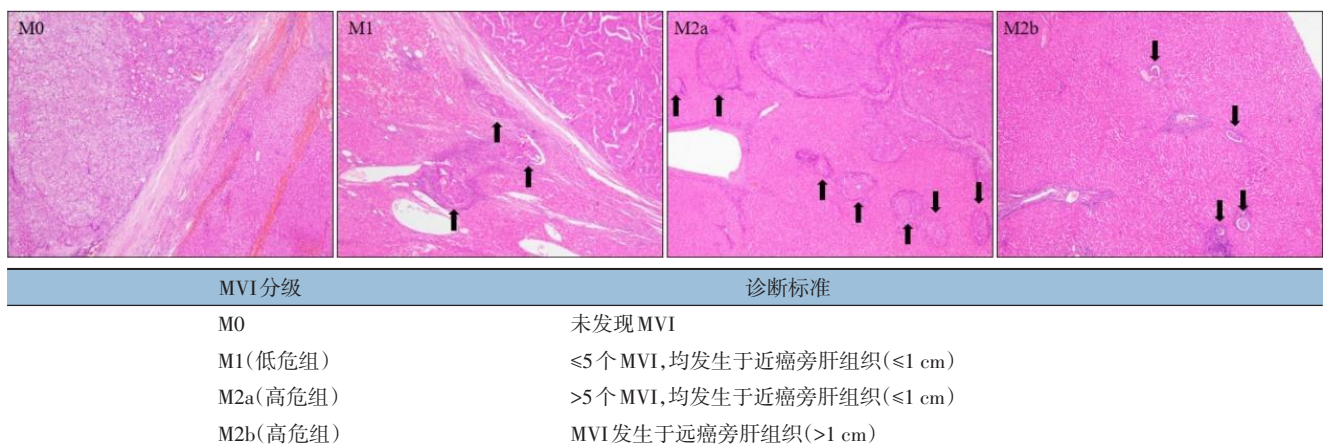 M0 M1 M2a M2b
MVI分级 诊断标准
M0 未发现MVI
M1(低危组) ≤5个MVI,均发生于近癌旁肝组织(≤1 cm)
M2a(高危组) >5个MVI,均发生于近癌旁肝组织(≤1 cm)
M2b(高危组) MVI发生于远癌旁肝组织(>1 cm)